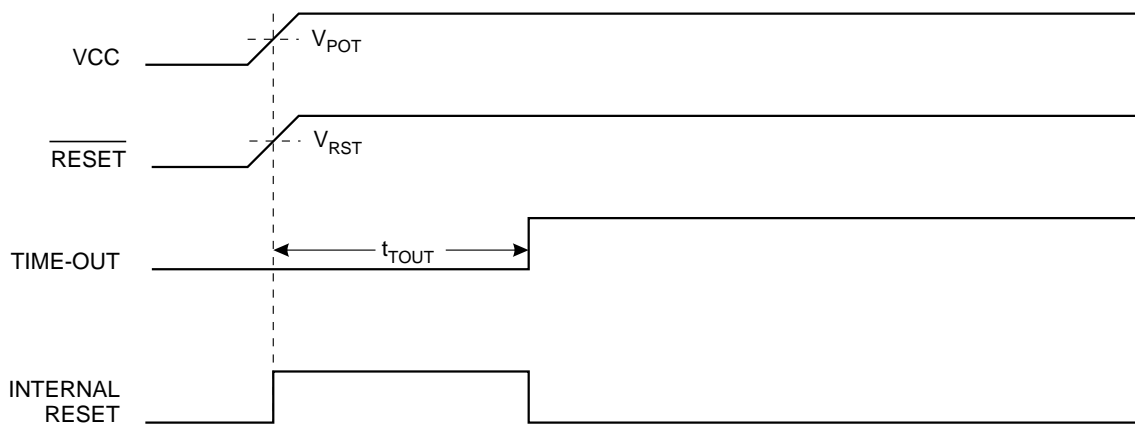 VCC
VPOT
RESET
VRST
TIME-OUT
tTOUT
INTERNAL
RESET